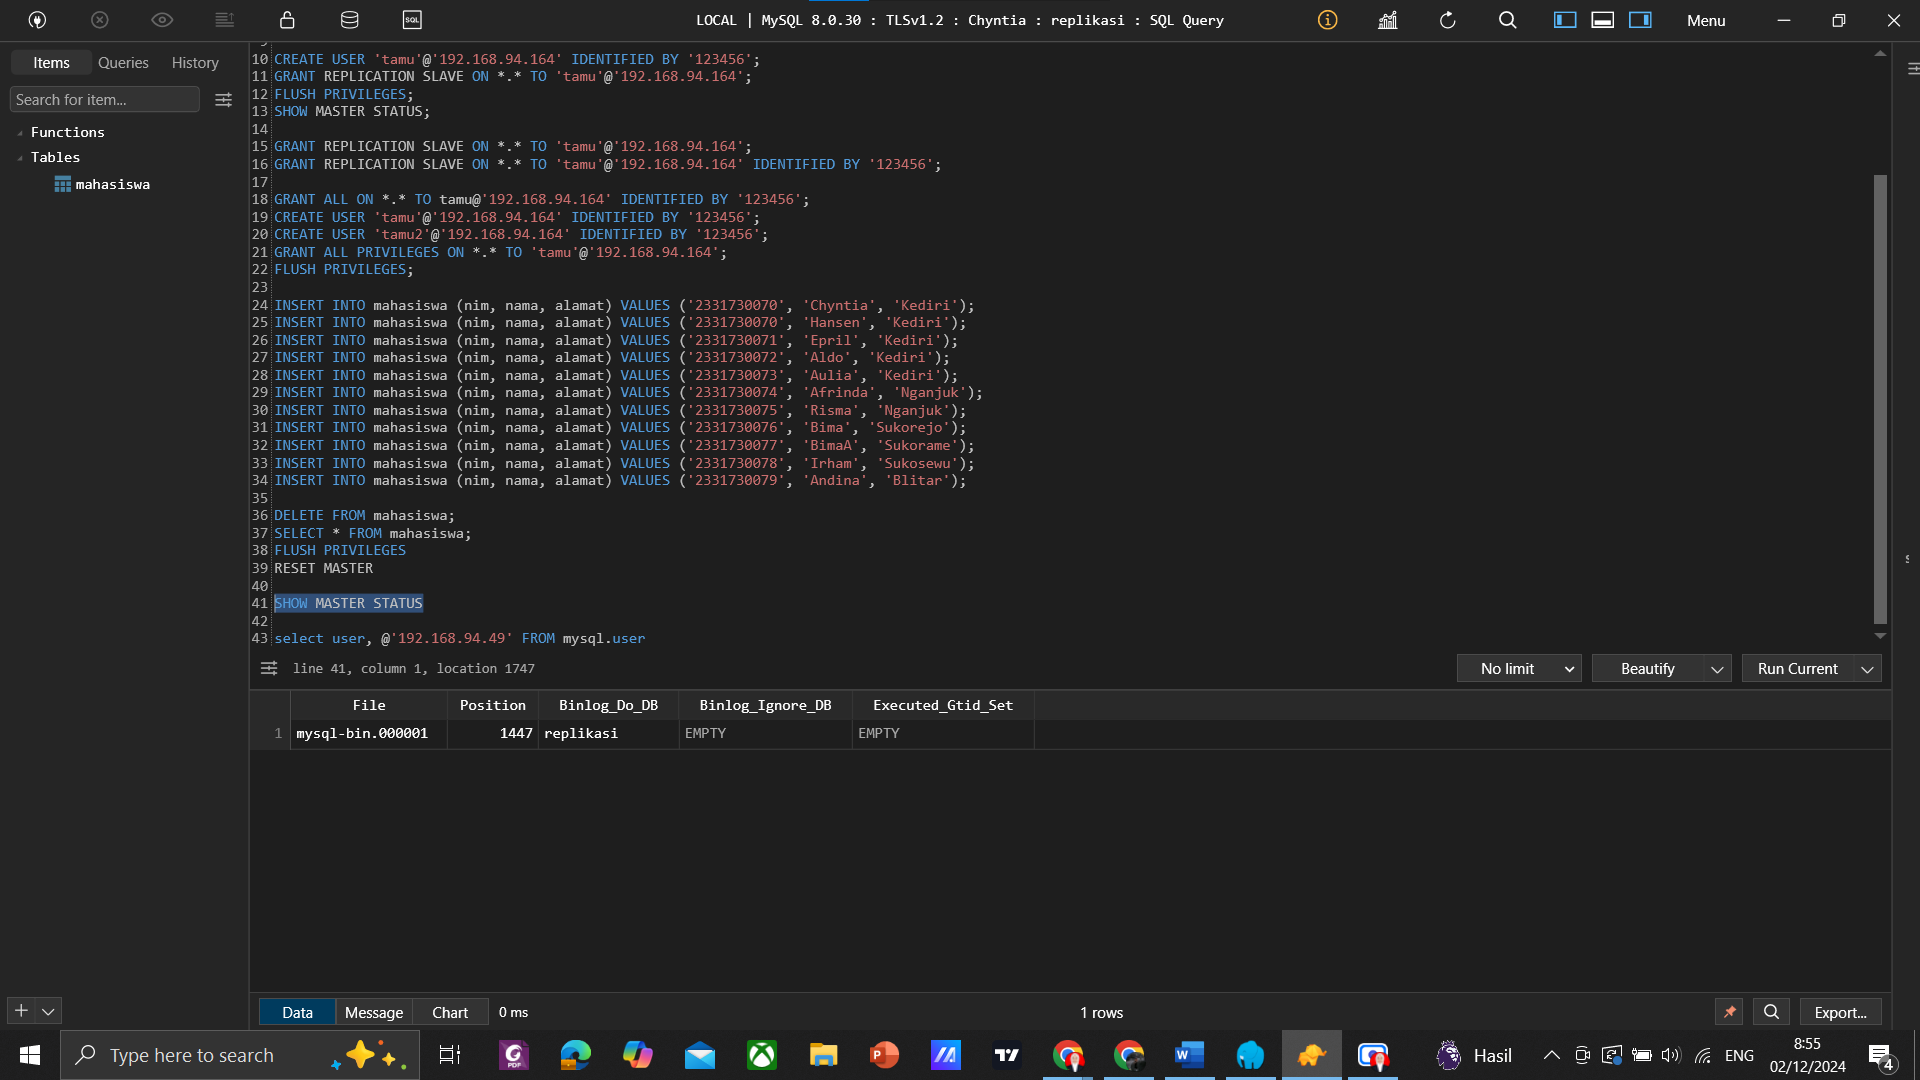 LOCAL | MySQL 8.0.30 : TLSv1.2 : Chyntia : replikasi : SQL Query
Menu
SQL
Items Queries History
Search for item...
Functions
Tables
mahasiswa
10 CREATE USER 'tamu'@'192.168.94.164' IDENTIFIED BY '123456';
11 GRANT REPLICATION SLAVE ON *.* TO 'tamu'@'192.168.94.164';
12 FLUSH PRIVILEGES;
13 SHOW MASTER STATUS;
14
15 GRANT REPLICATION SLAVE ON *.* TO 'tamu'@'192.168.94.164';
16 GRANT REPLICATION SLAVE ON *.* TO 'tamu'@'192.168.94.164' IDENTIFIED BY '123456';
17
18 GRANT ALL ON *.* TO tamu@'192.168.94.164' IDENTIFIED BY '123456';
19 CREATE USER 'tamu'@'192.168.94.164' IDENTIFIED BY '123456';
20 CREATE USER 'tamu2'@'192.168.94.164' IDENTIFIED BY '123456';
21 GRANT ALL PRIVILEGES ON *.* TO 'tamu'@'192.168.94.164';
22 FLUSH PRIVILEGES;
23
24 INSERT INTO mahasiswa (nim, nama, alamat) VALUES ('2331730070', 'Chyntia', 'Kediri');
25 INSERT INTO mahasiswa (nim, nama, alamat) VALUES ('2331730070', 'Hansen', 'Kediri');
26 INSERT INTO mahasiswa (nim, nama, alamat) VALUES ('2331730071', 'Epril', 'Kediri');
27 INSERT INTO mahasiswa (nim, nama, alamat) VALUES ('2331730072', 'Aldo', 'Kediri');
28 INSERT INTO mahasiswa (nim, nama, alamat) VALUES ('2331730073', 'Aulia', 'Kediri');
29 INSERT INTO mahasiswa (nim, nama, alamat) VALUES ('2331730074', 'Afrinda', 'Nganjuk');
30 INSERT INTO mahasiswa (nim, nama, alamat) VALUES ('2331730075', 'Risma', 'Nganjuk');
31 INSERT INTO mahasiswa (nim, nama, alamat) VALUES ('2331730076', 'Bima', 'Sukorejo');
32 INSERT INTO mahasiswa (nim, nama, alamat) VALUES ('2331730077', 'BimaA', 'Sukorame');
33 INSERT INTO mahasiswa (nim, nama, alamat) VALUES ('2331730078', 'Irham', 'Sukosewu');
34 INSERT INTO mahasiswa (nim, nama, alamat) VALUES ('2331730079', 'Andina', 'Blitar');
35
36 DELETE FROM mahasiswa;
37 SELECT * FROM mahasiswa;
38 FLUSH PRIVILEGES
39 RESET MASTER
40
41 SHOW MASTER STATUS
42
43 select user, @'192.168.94.49' FROM mysql.user
line 41, column 1, location 1747
No limit Beautify Run Current
File Position Binlog_Do_DB Binlog_Ignore_DB Executed_Gtid_Set
1 mysql-bin.000001 1447 replikasi EMPTY EMPTY
Data Message Chart 0 ms 1 rows Export...
Type here to search
Hasil
ENG
8:55
02/12/2024
4